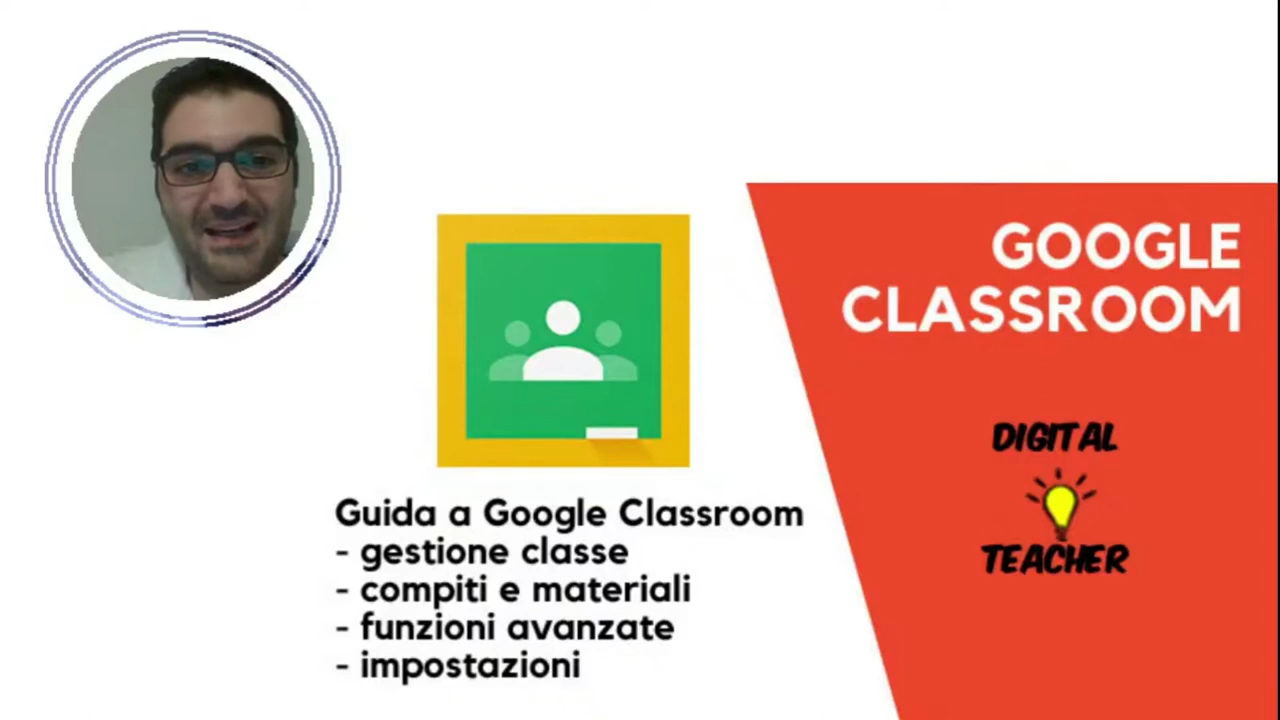 GOOGLE
CLASSROOM
DIGITAL
TEACHER
Guida a Google Classroom
- gestione classe
- compiti e materiali
- funzioni avanzate
- impostazioni